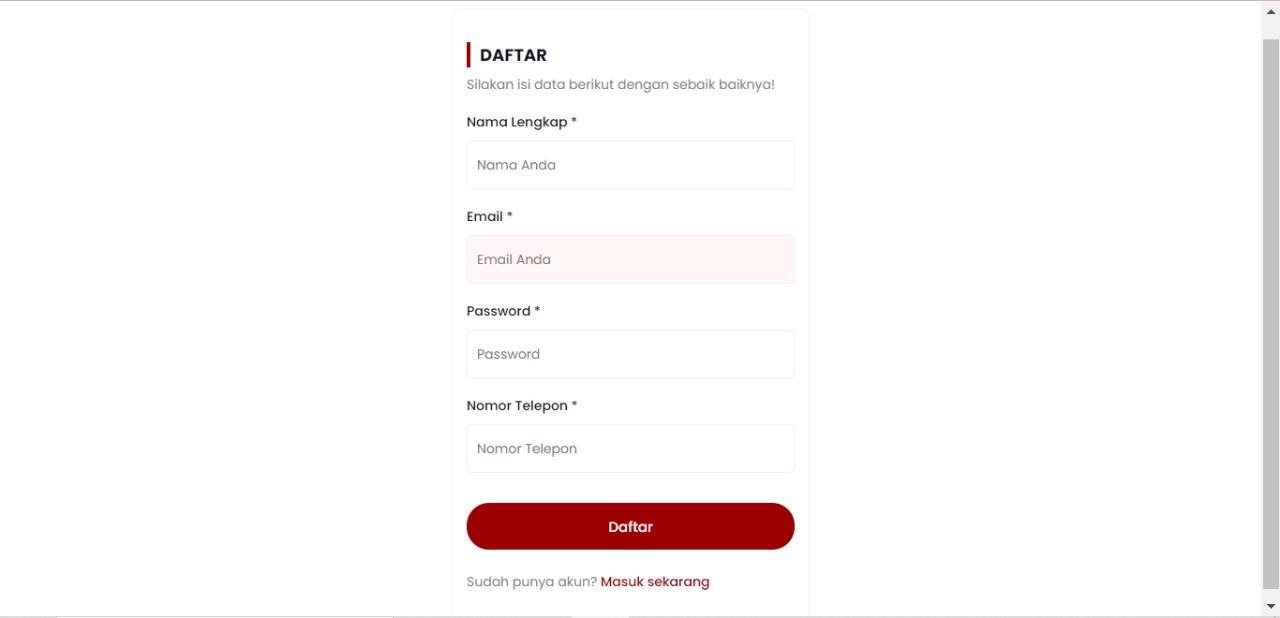 DAFTAR
Silakan isi data berikut dengan sebaik baiknya!
Nama Lengkap *
Nama Anda
Email *
Email Anda
Password *
Password
Nomor Telepon *
Nomor Telepon
Daftar
Sudah punya akun? Masuk sekarang